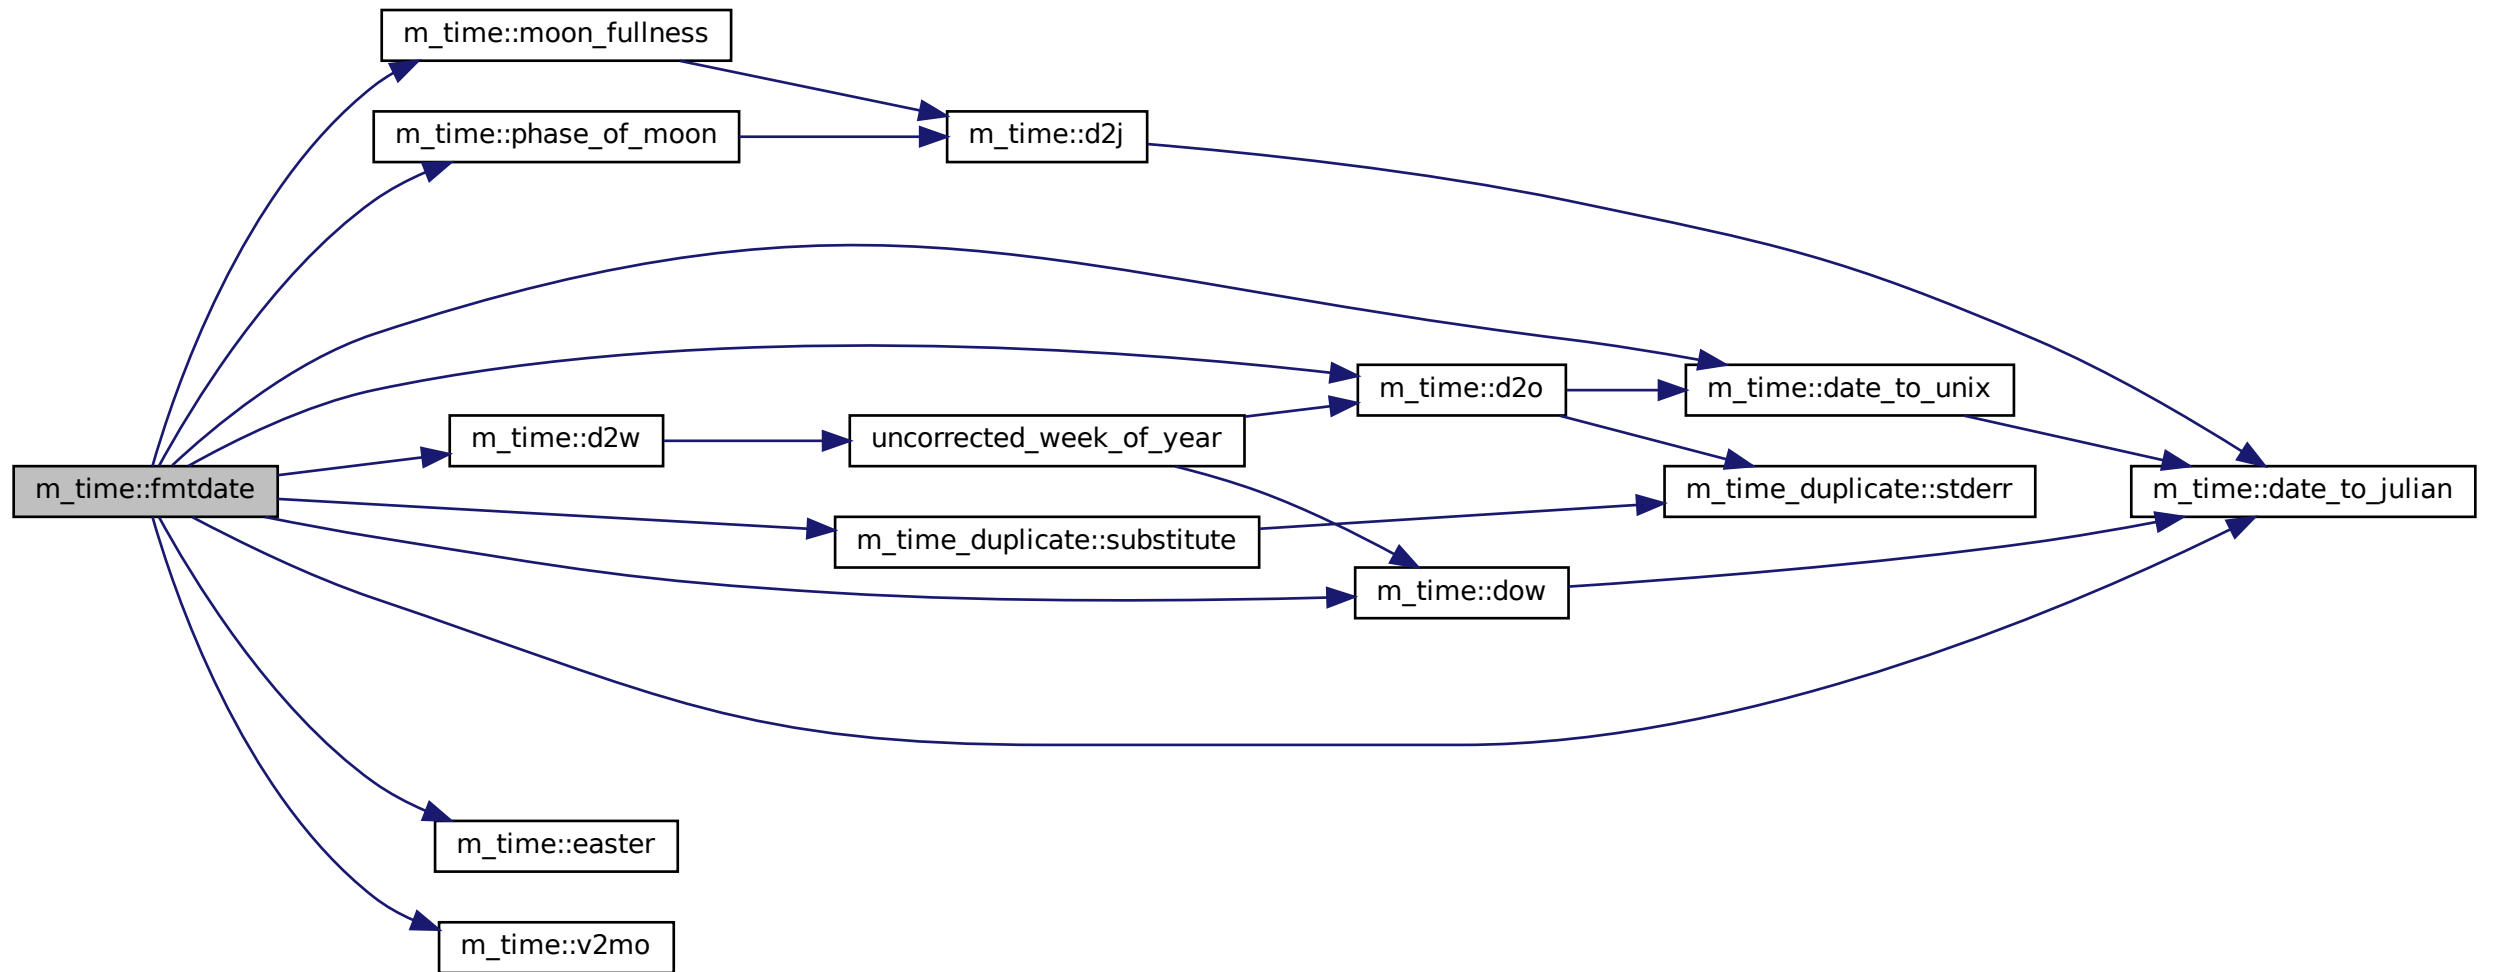 m_time::moon_fullness
m_time::phase_of_moon
m_time::d2j
m_time::d2o
m_time::date_to_unix
m_time::d2w
uncorrected_week_of_year
m_time::fmtdate
m_time_duplicate::stderr
m_time::date_to_julian
m_time_duplicate::substitute
m_time::dow
m_time::easter
m_time::v2mo